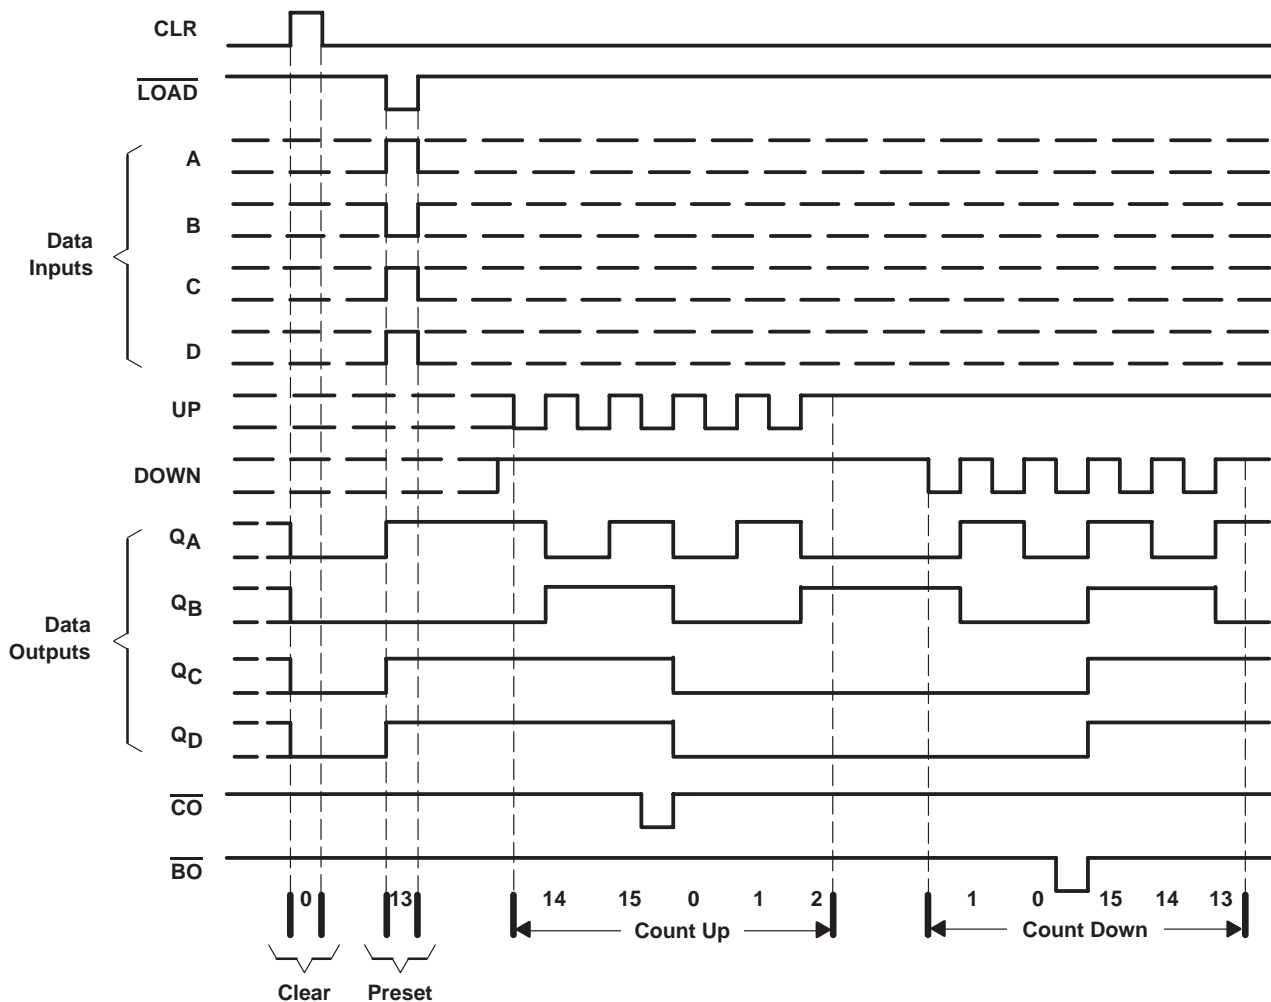 CLR
LOAD
A
B
Data
Inputs
C
D
UP
DOWN
QA
QB
Data
Outputs
QC
QD
CO
BO
0 13 14 15 0 1 2 1 0 15 14 13
Count Up Count Down
Clear Preset